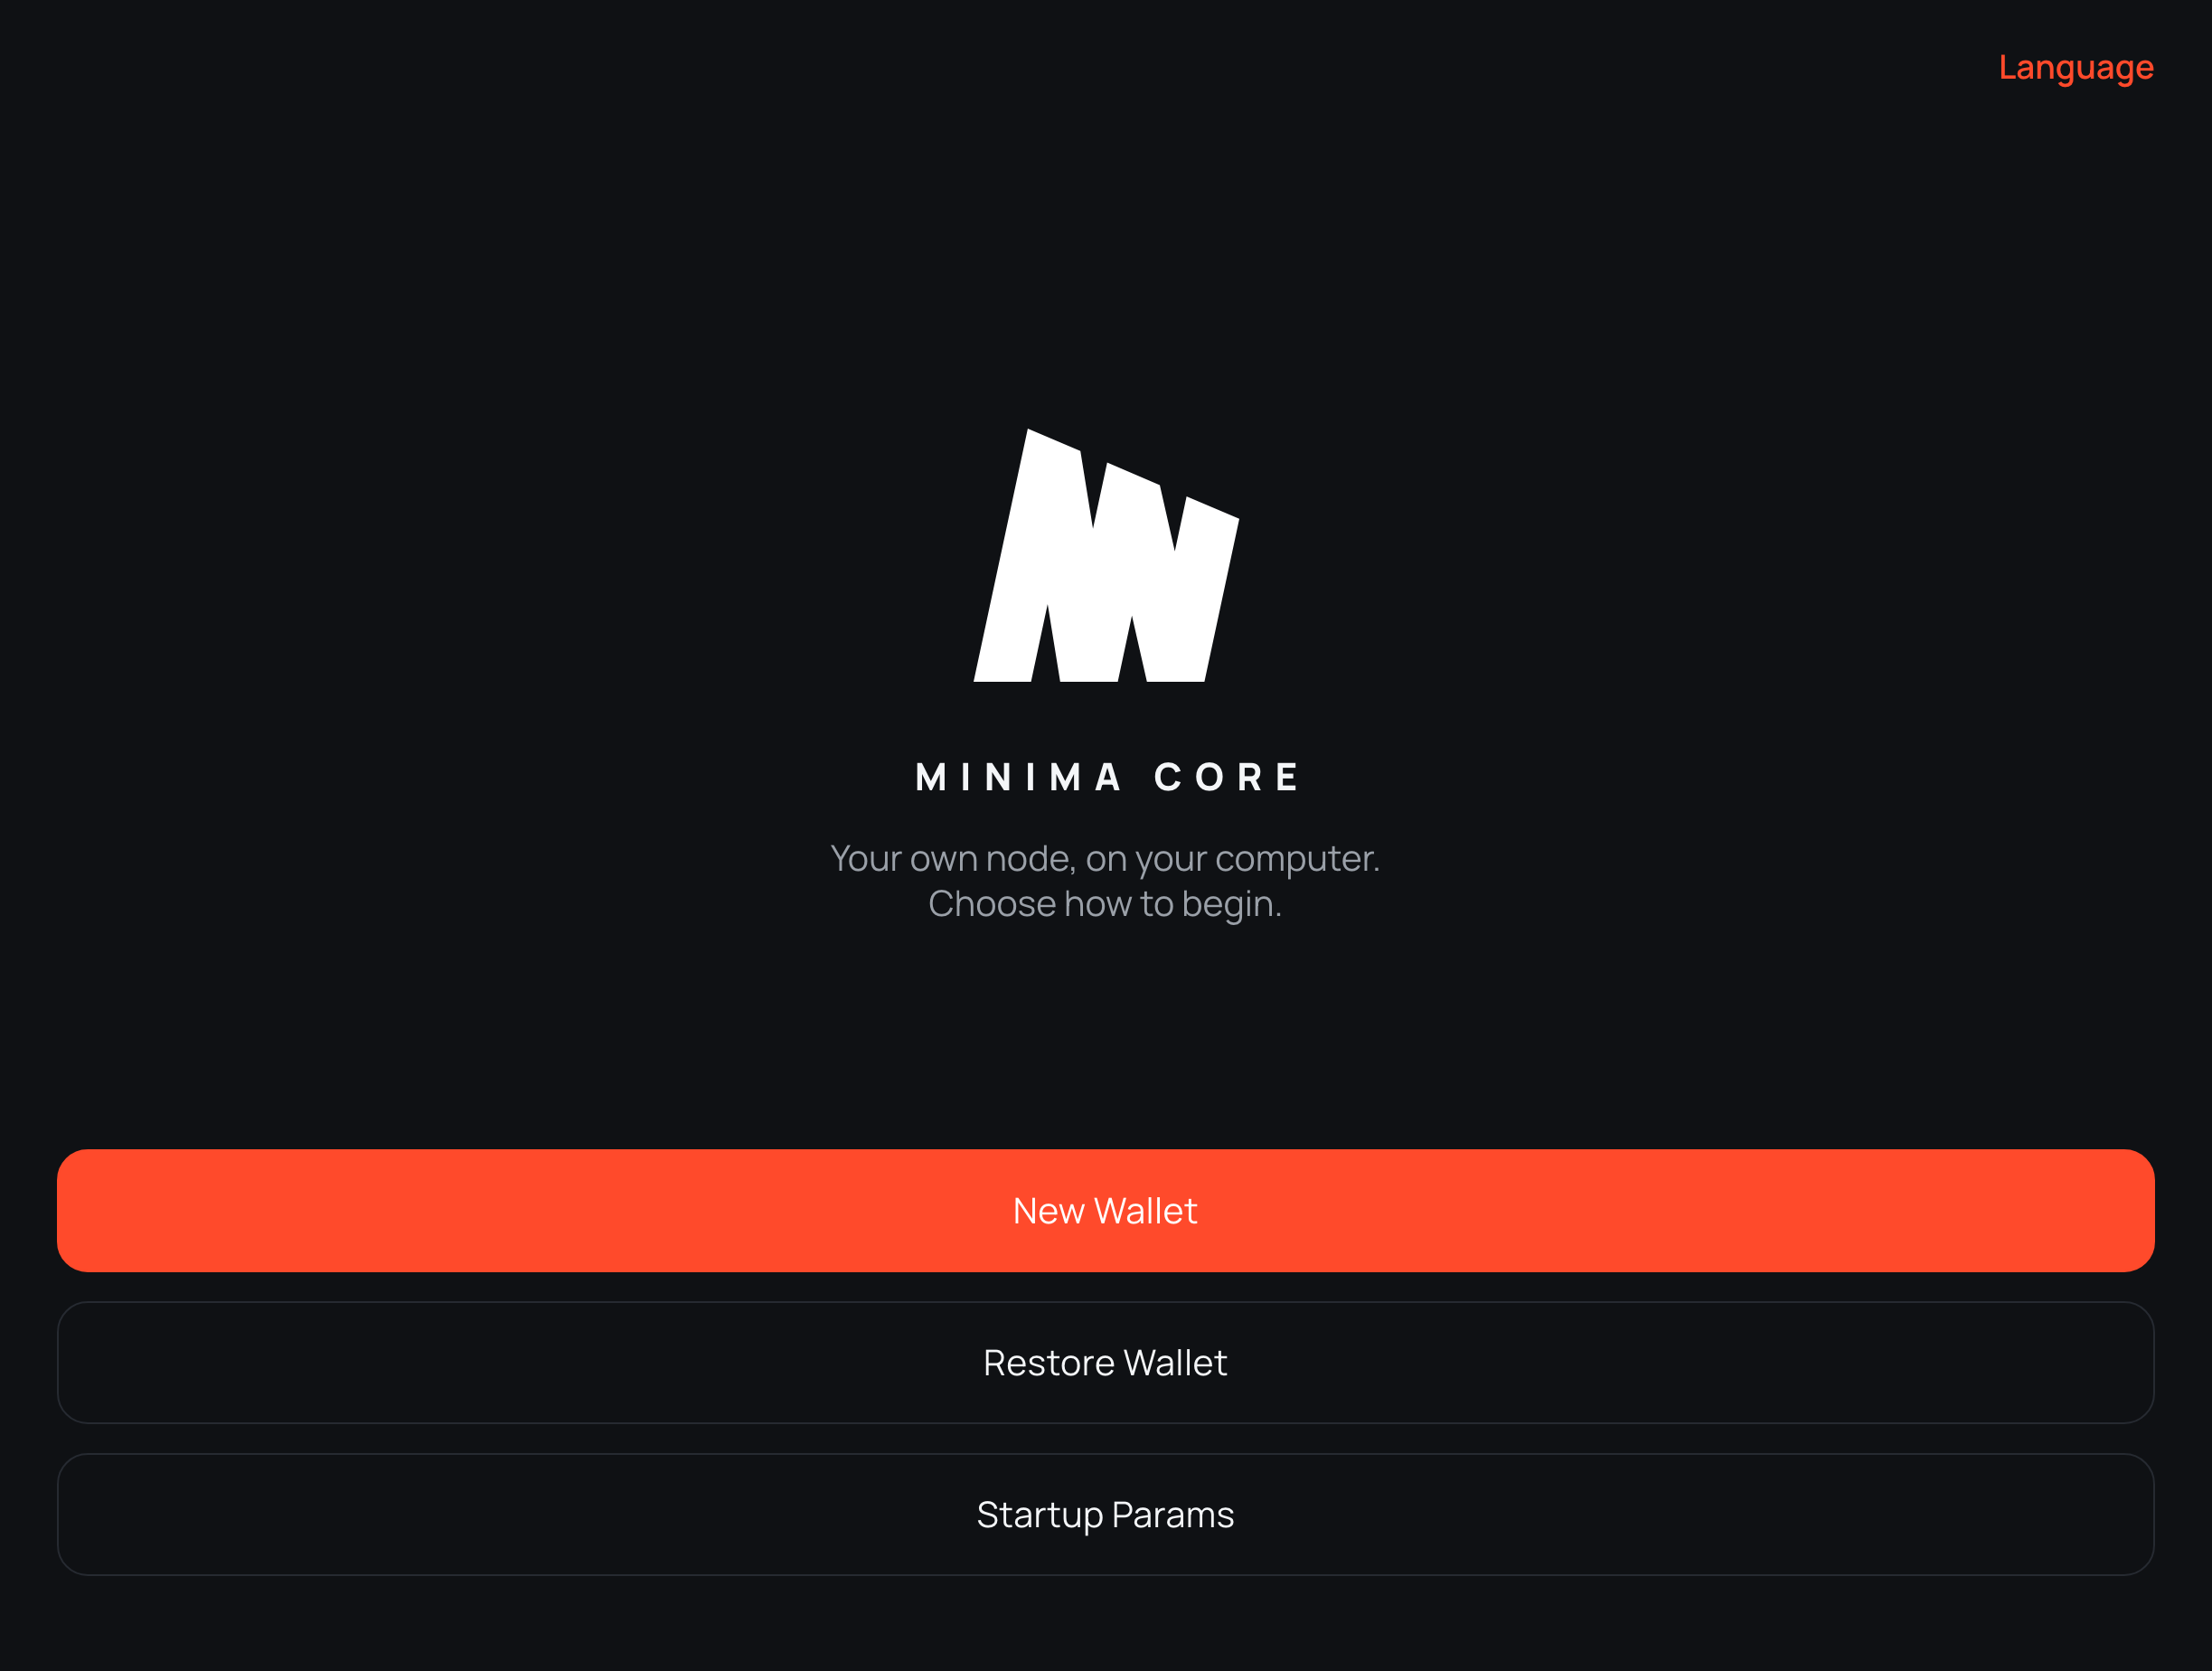 Language
MINIMA CORE
Your own node, on your computer.
Choose how to begin.
New Wallet
Restore Wallet
Startup Params